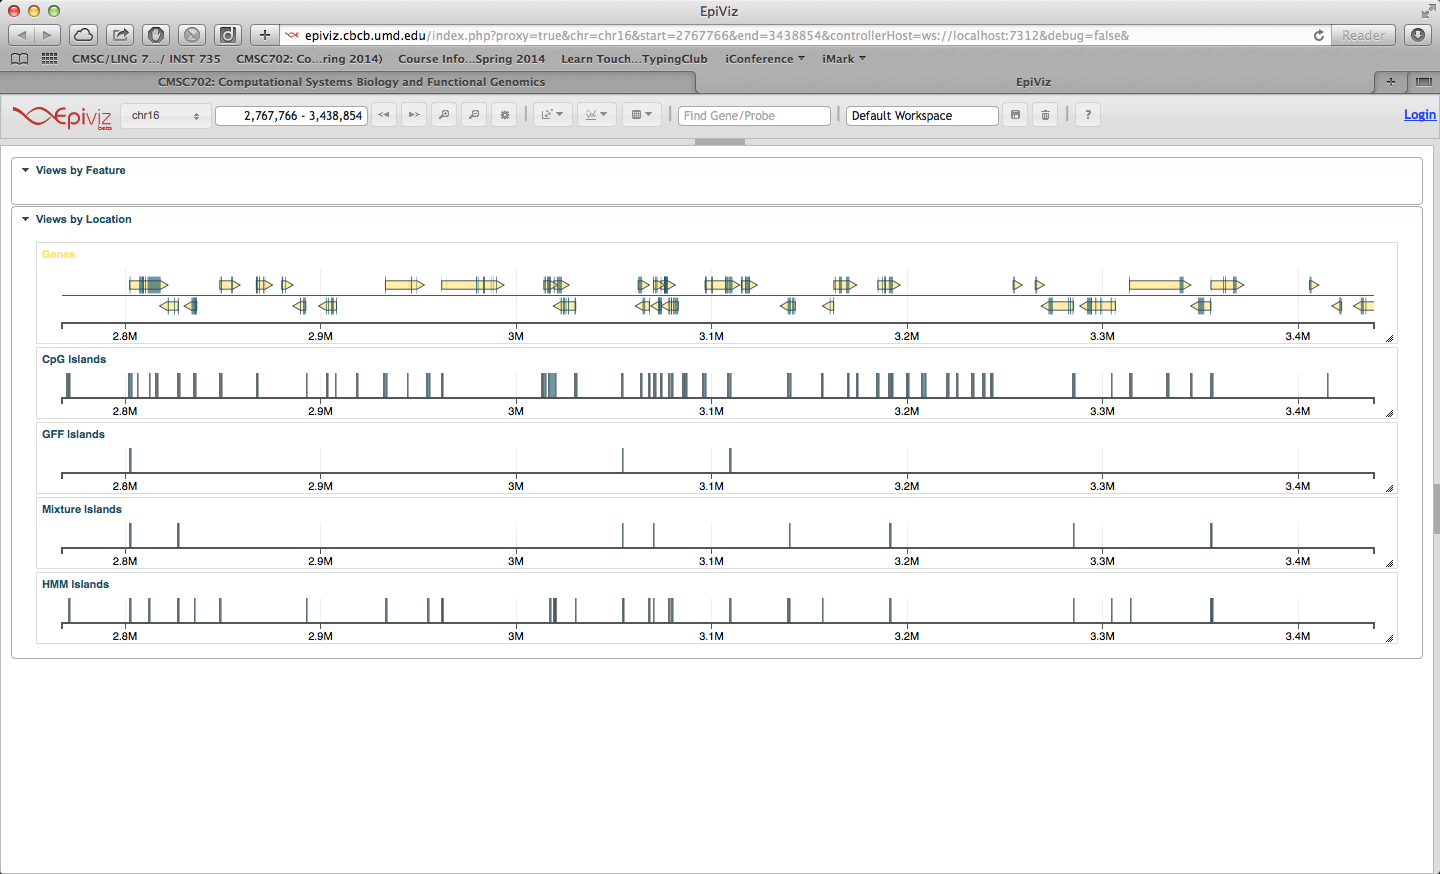 EpiViz
epiviz.cbcb.umd.edu/index.php?proxy=true&chr=chr16&start=2767766&end=3438854&controllerHost=ws://localhost:7312&debug=false&
Reader
CMSC/LING 7.../ INST 735 CMSC702: Co...ring 2014) Course Info...Spring 2014 Learn Touch...TypingClub iConference iMark
CMSC702: Computational Systems Biology and Functional Genomics EpiViz +
Epiviz beta chr16 2,767,766 - 3,438,854 Find Gene/Probe Default Workspace ? Login
Views by Feature
Views by Location
Genes
2.8M 2.9M 3M 3.1M 3.2M 3.3M 3.4M
CpG Islands
2.8M 2.9M 3M 3.1M 3.2M 3.3M 3.4M
GFF Islands
2.8M 2.9M 3M 3.1M 3.2M 3.3M 3.4M
Mixture Islands
2.8M 2.9M 3M 3.1M 3.2M 3.3M 3.4M
HMM Islands
2.8M 2.9M 3M 3.1M 3.2M 3.3M 3.4M